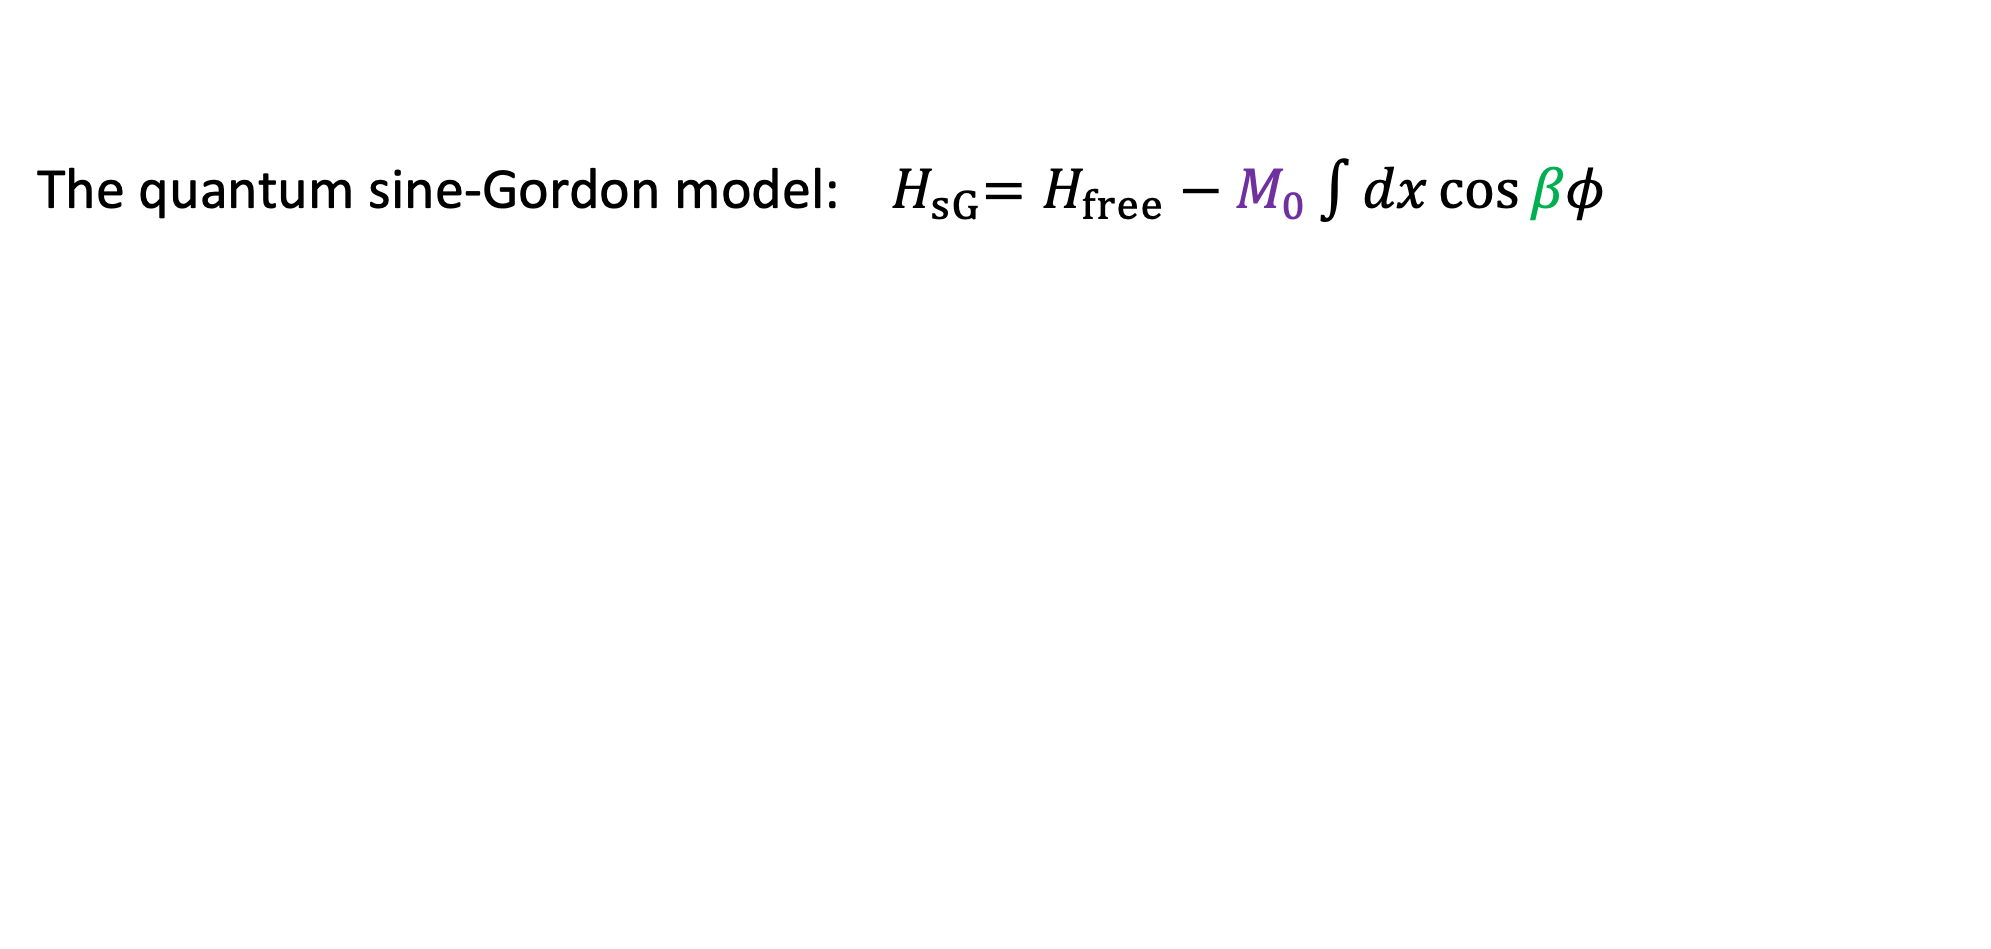 The quantum sine-Gordon model: H_sG = H_free − M_0 ∫ dx cos βϕ